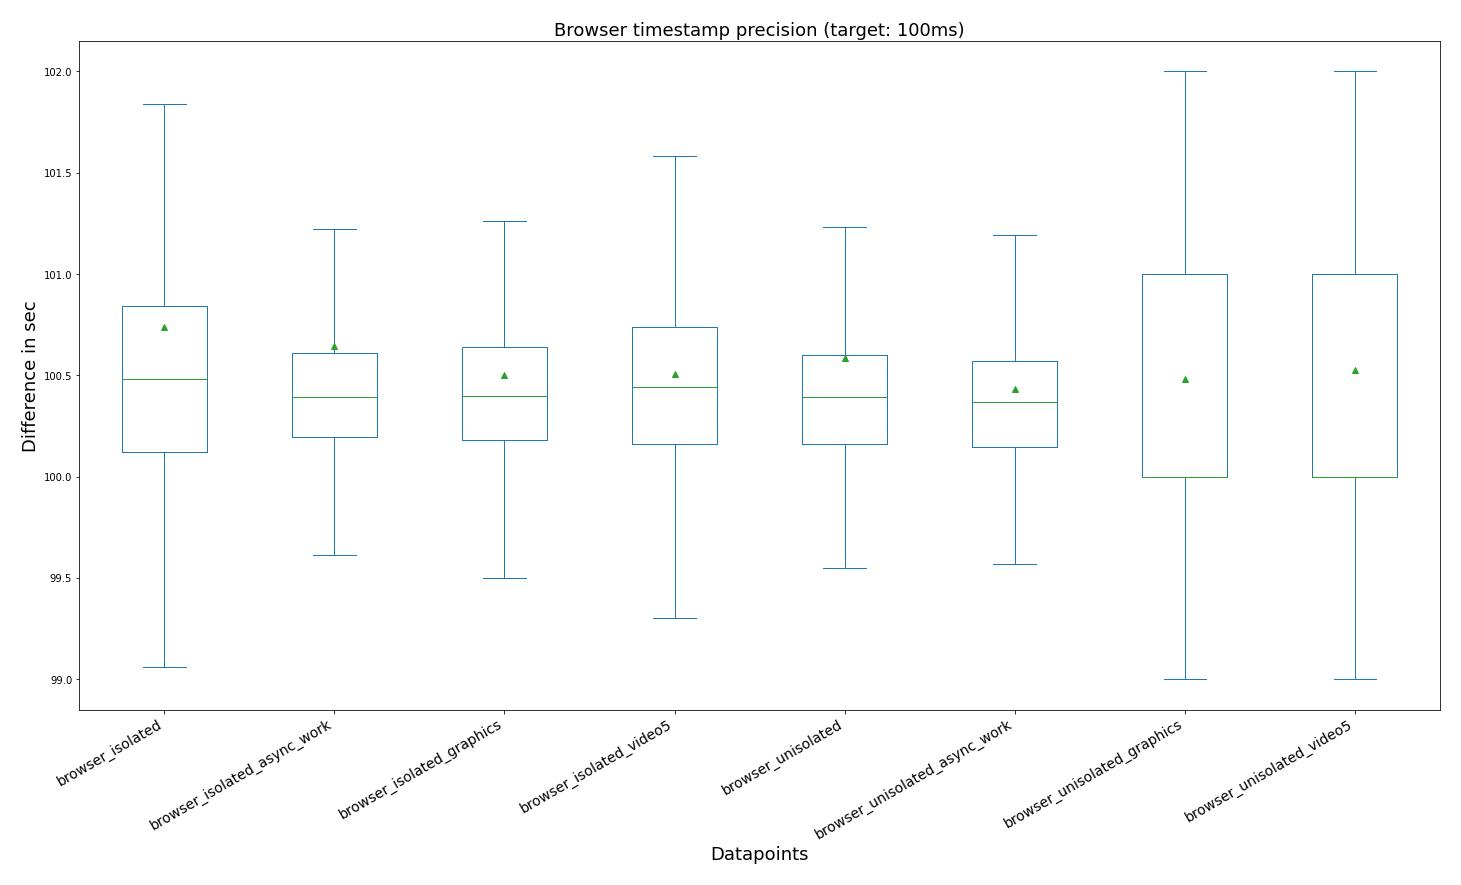 Browser timestamp precision (target: 100ms)
Difference in sec
102.0
101.5
101.0
100.5
100.0
99.5
99.0
browser_isolated
browser_isolated_async_work
browser_isolated_graphics
browser_isolated_video5
browser_unisolated
browser_unisolated_async_work
browser_unisolated_graphics
browser_unisolated_video5
Datapoints